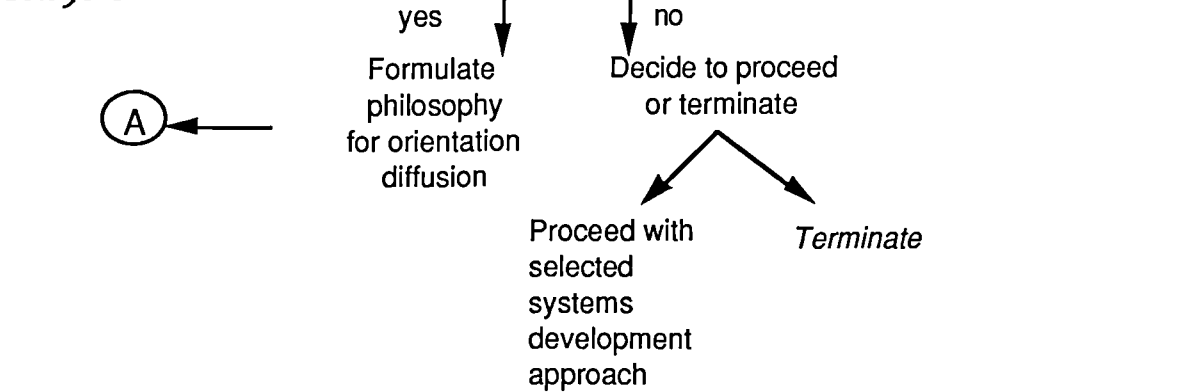 yes
no
Formulate
philosophy
for orientation
diffusion
Decide to proceed
or terminate
A
Proceed with
selected
systems
development
approach
Terminate